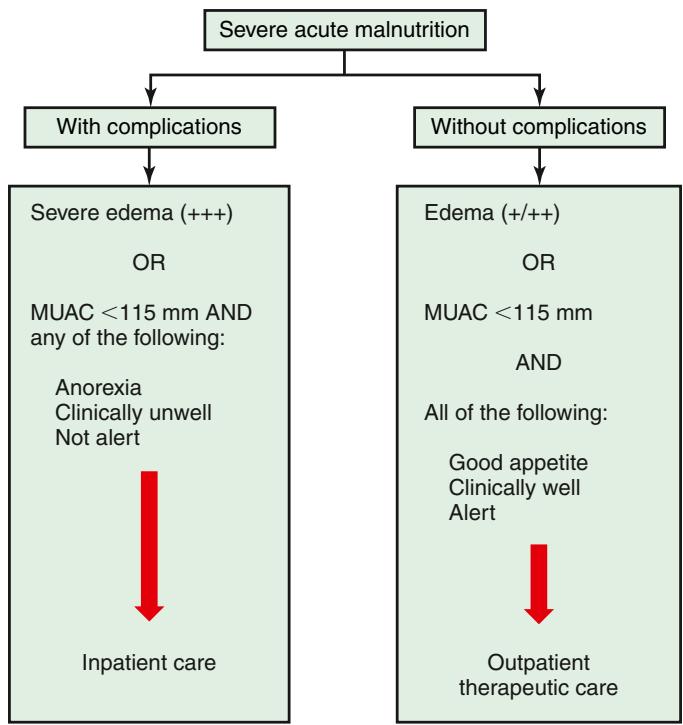 Severe acute malnutrition
With complications
Without complications
Severe edema (+++)
OR
MUAC <115 mm AND
any of the following:
Anorexia
Clinically unwell
Not alert
Inpatient care
Edema (+/++)
OR
MUAC <115 mm
AND
All of the following:
Good appetite
Clinically well
Alert
Outpatient
therapeutic care